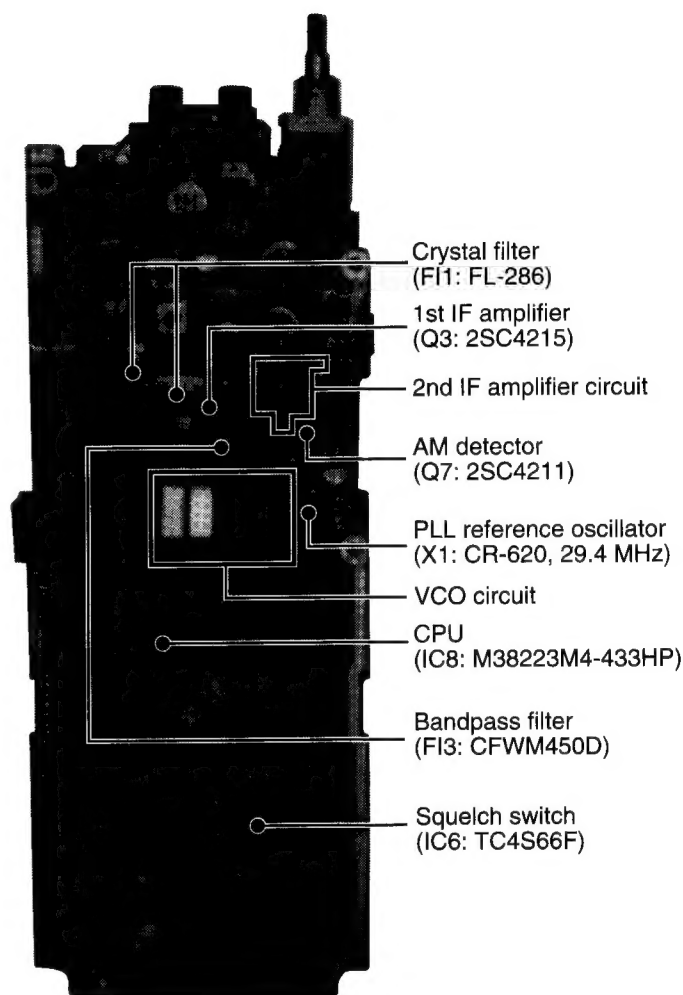 Crystal filter
(FI1: FL-286)
1st IF amplifier
(Q3: 2SC4215)
2nd IF amplifier circuit
AM detector
(Q7: 2SC4211)
PLL reference oscillator
(X1: CR-620, 29.4 MHz)
VCO circuit
CPU
(IC8: M38223M4-433HP)
Bandpass filter
(FI3: CFWM450D)
Squelch switch
(IC6: TC4S66F)